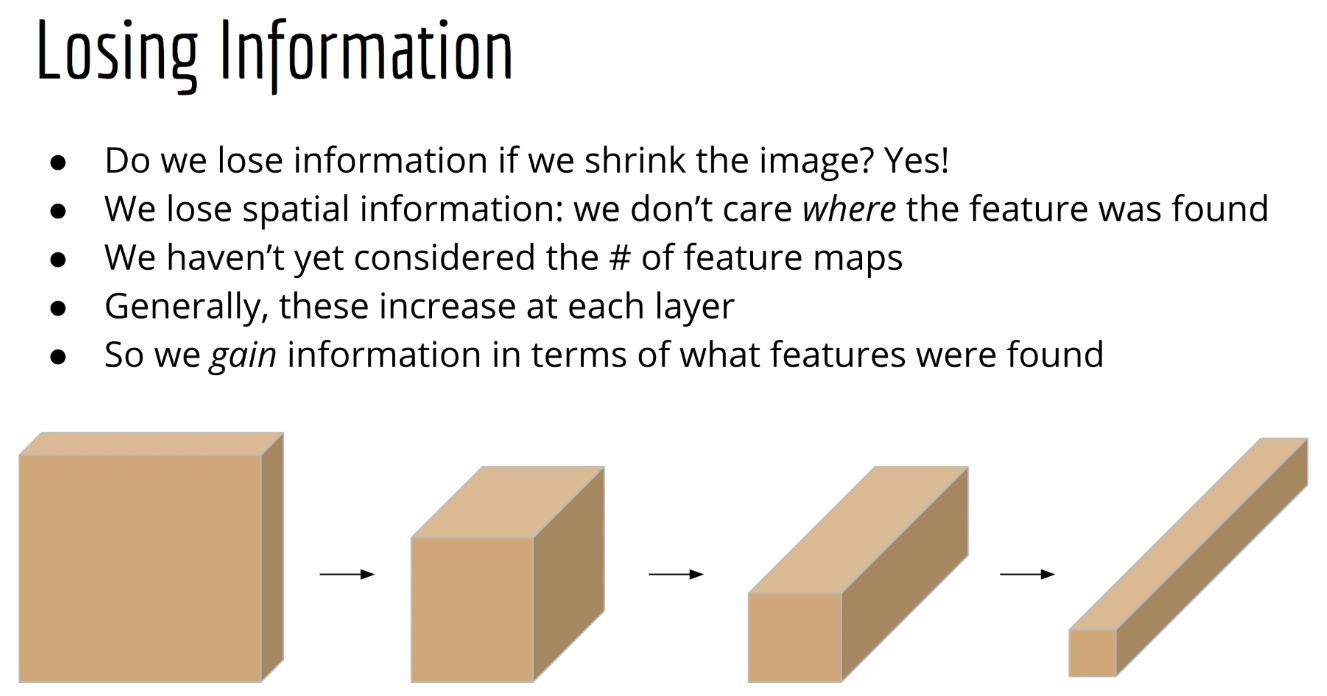 Losing Information
● Do we lose information if we shrink the image? Yes!
● We lose spatial information: we don’t care where the feature was found
● We haven’t yet considered the # of feature maps
● Generally, these increase at each layer
● So we gain information in terms of what features were found